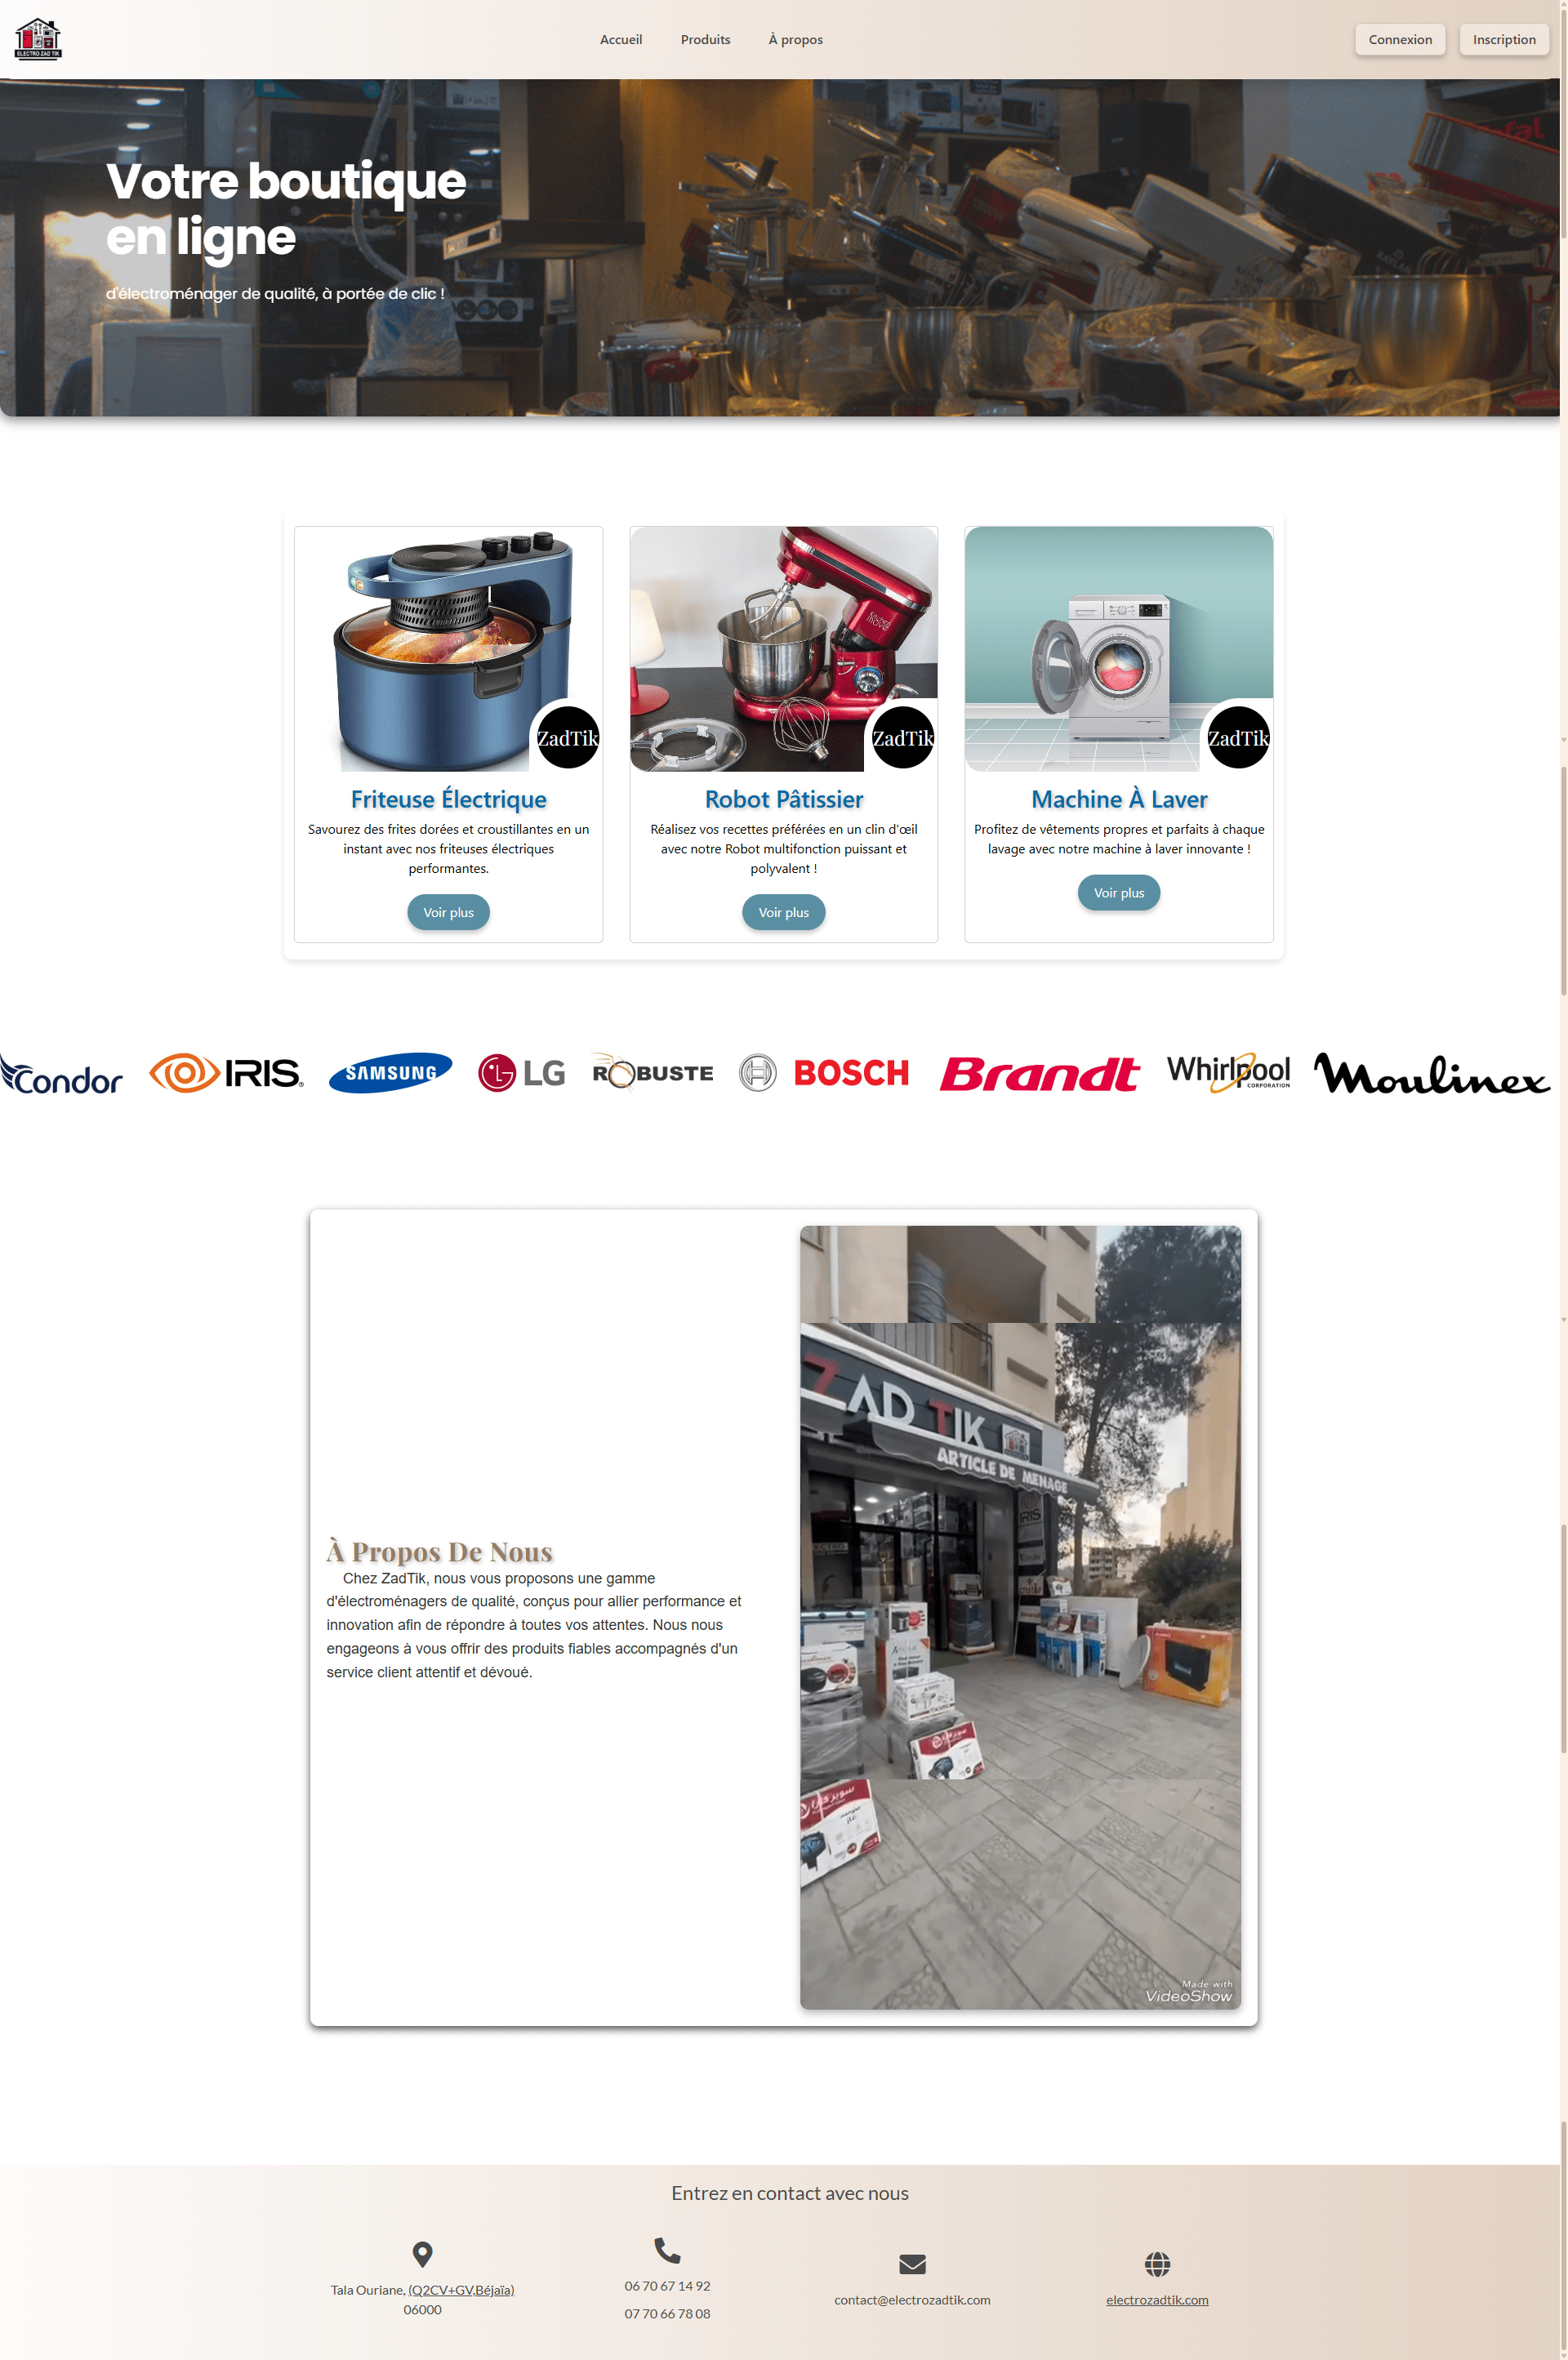 ELECTRO ZAD TIK
Accueil
Produits
À propos
Connexion
Inscription
Votre boutique
en ligne
d'électroménager de qualité, à portée de clic !
ZadTik
ZadTik
ZadTik
Friteuse Électrique
Savourez des frites dorées et croustillantes en un
instant avec nos friteuses électriques
performantes.
Voir plus
Robot Pâtissier
Réalisez vos recettes préférées en un clin d'œil
avec notre Robot multifonction puissant et
polyvalent !
Voir plus
Machine À Laver
Profitez de vêtements propres et parfaits à chaque
lavage avec notre machine à laver innovante !
Voir plus
Condor
IRIS
SAMSUNG
LG
ROBUSTE
BOSCH
Brandt
Whirlpool
CORPORATION
Moulinex
À Propos De Nous
Chez ZadTik, nous vous proposons une gamme
d'électroménagers de qualité, conçus pour allier performance et
innovation afin de répondre à toutes vos attentes. Nous nous
engageons à vous offrir des produits fiables accompagnés d'un
service client attentif et dévoué.
ZAD TIK
ARTICLE DE MENAGE
IRIS
Made with
VideoShow
Entrez en contact avec nous
Tala Ouriane, (Q2CV+GV,Béjaïa)
06000
06 70 67 14 92
07 70 66 78 08
contact@electrozadtik.com
electrozadtik.com